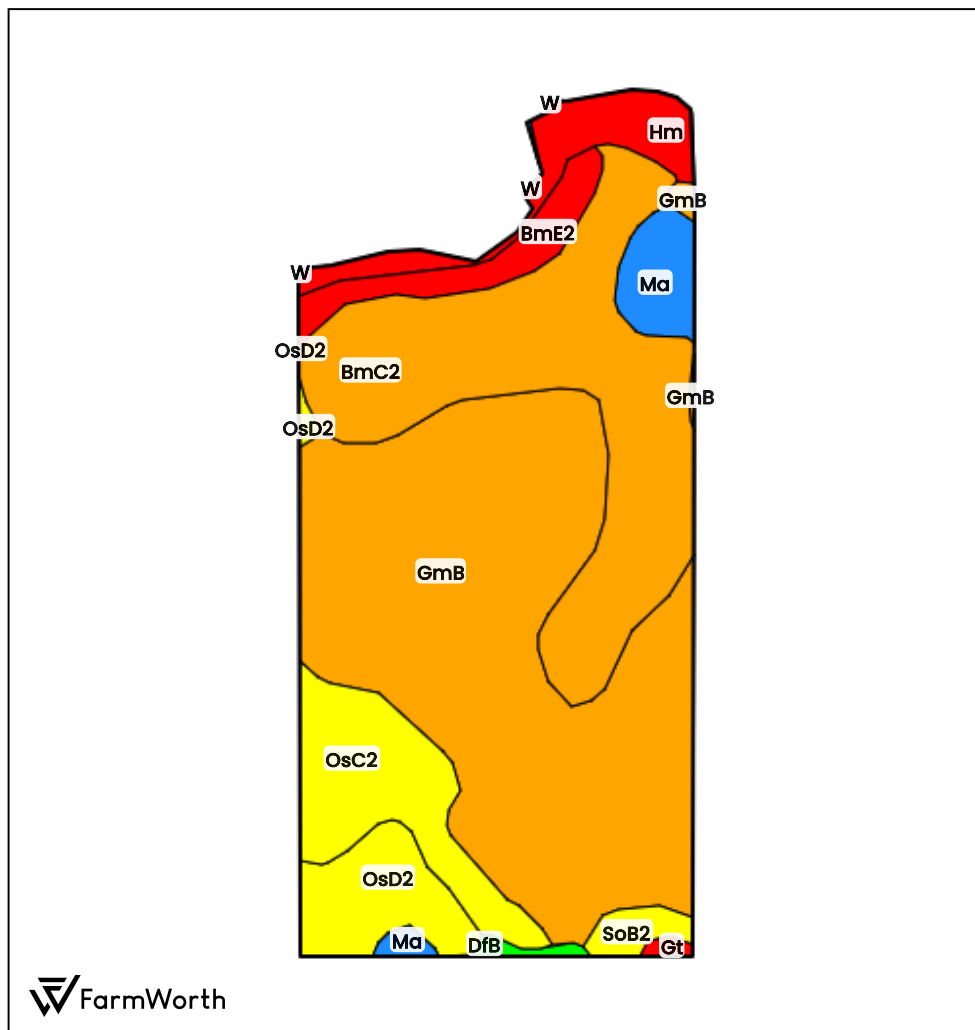 W
Hm
W
GmB
BmE2
W
Ma
OsD2
BmC2
GmB
OsD2
GmB
OsC2
OsD2
SoB2
Ma
DfB
Gt
FarmWorth